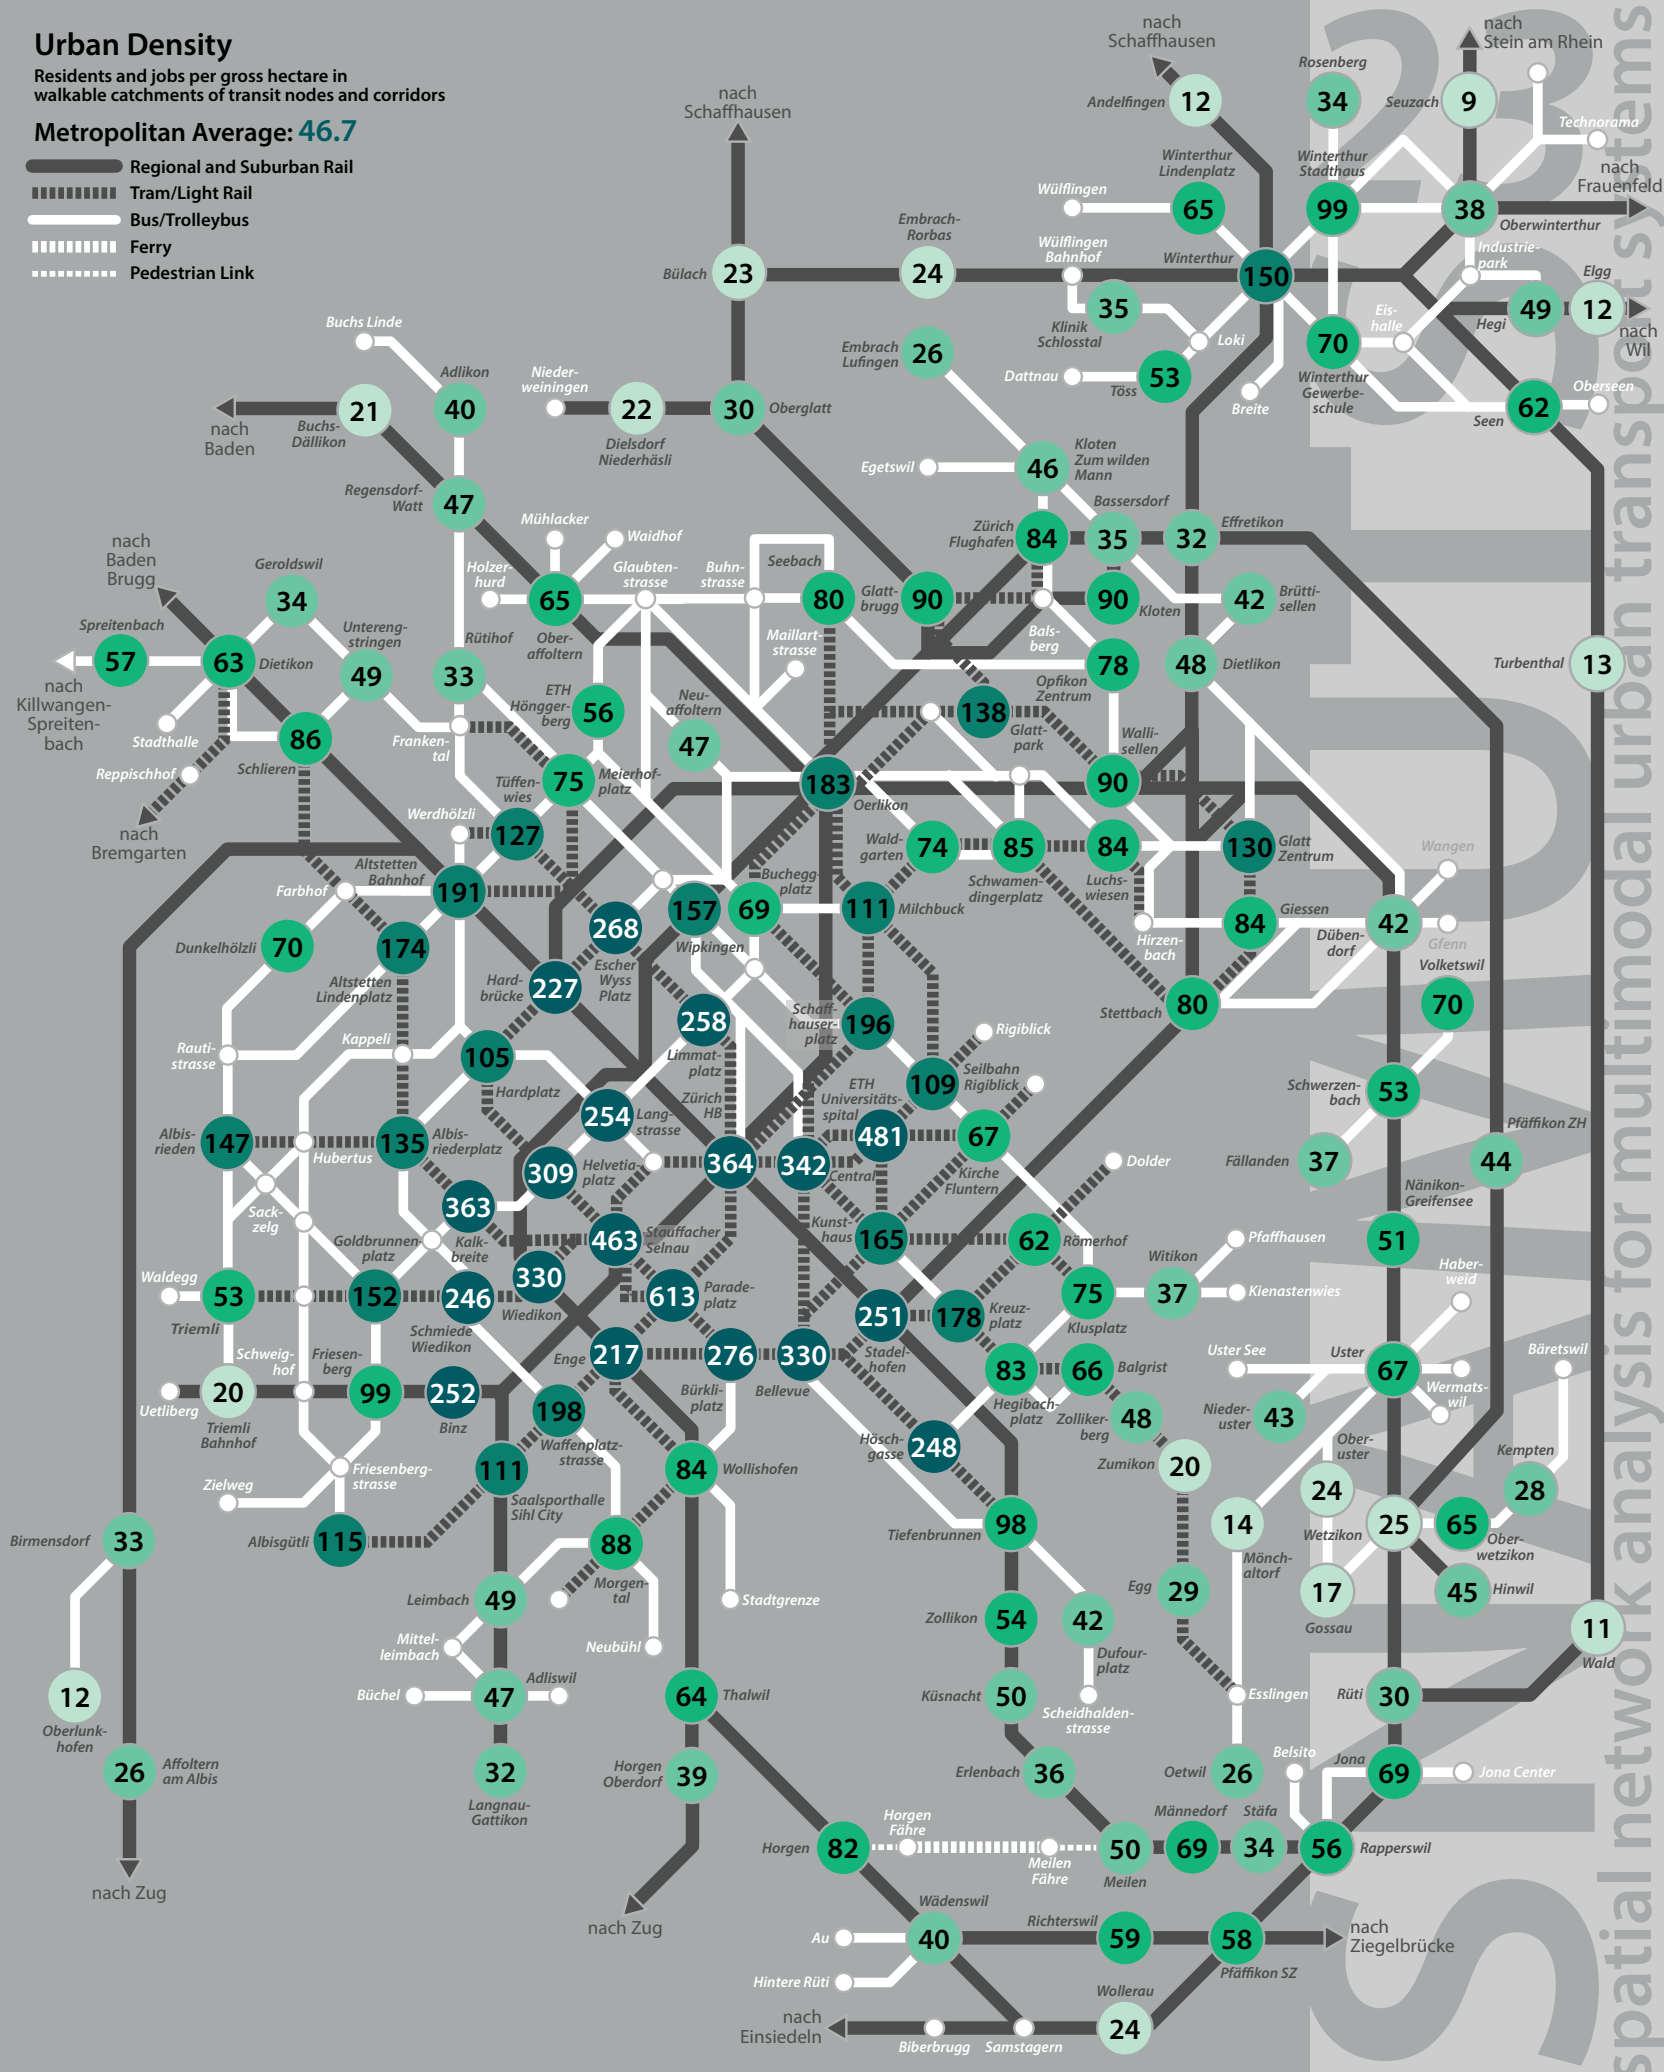 Urban Density
Residents and jobs per gross hectare in
walkable catchments of transit nodes and corridors
Metropolitan Average: 46.7
Regional and Suburban Rail
Tram/Light Rail
Bus/Trolleybus
Ferry
Pedestrian Link
nach
Schaffhausen
nach
Schaffhausen
Andelfingen 12
Rosenberg
34
nach
Stein am Rhein
Seuzach 9
Technorama
nach
Frauenfeld
Winterthur
Lindenplatz
65
Winterthur
Stadthaus
99
38
Oberwinterthur
Wülflingen
Wülflingen
Bahnhof
Embrach-
Rorbas
24
Bülach 23
Winterthur 150
Industrie-
park
Elgg
12
Hegi 49
nach
Wil
35
Klinik
Schlosstal
Loki
Eis-
halle
70
Winterthur
Gewerbe-
schule
Embrach
Lufingen
26
Dattnau
Töss
53
Breite
Oberseen
Seen 62
Buchs Linde
Adlikon
40
Nieder-
weiningen
22
Dielsdorf
Niederhäsli
30 Oberglatt
21
Buchs-
Dällikon
nach
Baden
Regensdorf-
Watt
47
Egetswil
46
Kloten
Zum wilden
Mann
Bassersdorf
35
Zürich
Flughafen
84
32
Effretikon
nach
Baden
Brugg
Geroldswil
34
Mühlacker
Waidhof
Holzer-
hurd
65
Ober-
affoltern
Glaubten-
strasse
Buhn-
strasse
Seebach
80
Glatt-
brugg
90
90
Kloten
42
Brütti-
sellen
Spreitenbach
57
63
Dietikon
Untereng-
stringen
49
Rütihof
33
Maillart-
strasse
Bals-
berg
78
Opfikon
Zentrum
48 Dietlikon
Turbenthal 13
nach
Killwangen-
Spreiten-
bach
Stadthalle
Reppischhof
86
Schlieren
Franken-
tal
ETH
Höngger-
berg
56
Neu-
affoltern
47
138
Glatt-
park
Walli-
sellen
90
nach
Bremgarten
Tüffen-
wies
127
75
Meierhof-
platz
183
Oerlikon
Werdhölzli
Altstetten
Bahnhof
191
Wald-
garten
74
85
Schwamen-
dingerplatz
84
Luchs-
wiesen
130
Glatt
Zentrum
Wangen
Farbhof
Buchegg-
platz
69
157
Wipkingen
111
Milchbuck
268
Escher
Wyss
Platz
Dunkelhölzli
70
174
Altstetten
Lindenplatz
Hirzen-
bach
84
Giessen
42
Düben-
dorf
Gfenn
Hard-
brücke
227
258
Limmat-
platz
Schaff-
hauser-
platz
196
Rigiblick
Stettbach
80
Volketswil
70
Rauti-
strasse
Kappeli
105
Hardplatz
109
Seilbahn
Rigiblick
Schwerzen-
bach
53
254
Lang-
strasse
Zürich
HB
364
ETH
Universitäts-
spital
481
67
Kirche
Fluntern
Albis-
rieden
147
Hubertus
135
Albis-
riederplatz
309
Helvetia-
platz
342
Central
Dolder
Fällanden 37
Pfäffikon ZH
44
Sack-
zelg
363
Kalk-
breite
Goldbrunnen-
platz
152
463
Stauffacher
Selnau
Kunst-
haus
165
62
Römerhof
Witikon
37
Pfaffhausen
Kienastenwies
Nänikon-
Greifensee
51
Waldegg
53
Triemli
246
Schmiede
Wiedikon
330
Wiedikon
613
Parade-
platz
251
Stadel-
hofen
178
Kreuz-
platz
75
Klusplatz
Haber-
weid
Uetliberg
20
Triemli
Bahnhof
Schweig-
hof
Friesen-
berg
99
252
Binz
Enge
217
276
Bürkli-
platz
330
Bellevue
83
Hegibach-
platz
66
Balgrist
Uster See
Uster
67
Wermats-
wil
Bäretswil
198
Waffenplatz-
strasse
Zolliker-
berg
48
Nieder-
uster
43
Ober-
uster
Kempten
28
Zielweg
Friesenberg-
strasse
111
Saalsporthalle
Sihl City
84
Wollishofen
Hösch-
gasse
248
Zumikon
20
24
Wetzikon
25
65
Ober-
wetzikon
Birmensdorf
33
Albisgütli
115
88
Morgen-
tal
Tiefenbrunnen
98
14
Mönch-
altorf
Leimbach
49
Stadtgrenze
Zollikon
54
42
Dufour-
platz
Egg
29
17
Gossau
45
Hinwil
11
Wald
Mittel-
leimbach
Neubühl
Büchel
47
Adliswil
64
Thalwil
Küsnacht
50
Scheidhalden-
strasse
Esslingen
Rüti
30
12
Oberlunk-
hofen
26
Affoltern
am Albis
32
Langnau-
Gattikon
Horgen
Oberdorf
39
Erlenbach
36
Oetwil
26
Belsito
Jona
69
Jona Center
Horgen
82
Horgen
Fähre
Meilen
Fähre
50
Meilen
Männedorf
69
Stäfa
34
56
Rapperswil
nach Zug
nach Zug
Wädenswil
40
Au
Hintere Rüti
Richterswil
59
58
Pfäffikon SZ
nach
Ziegelbrücke
Wollerau
24
nach
Einsiedeln
Biberbrugg
Samstagern
spatial network analysis for multimodal urban transport systems